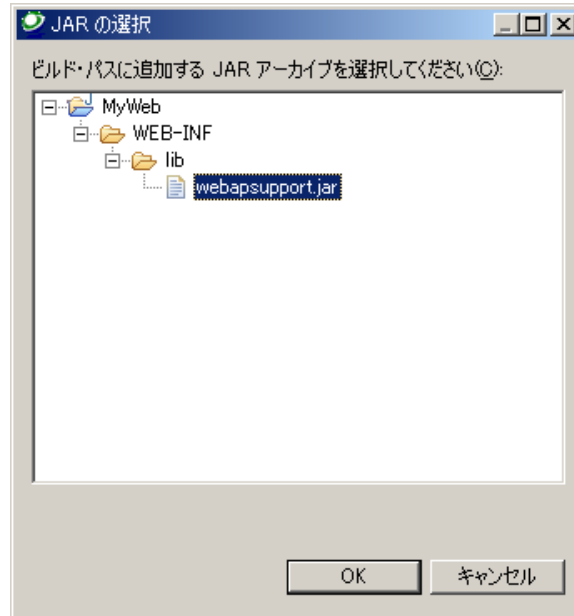 JAR の選択
ビルド・パスに追加する JAR アーカイブを選択してください(C):
MyWeb
WEB-INF
lib
webapsupport.jar
OK
キャンセル